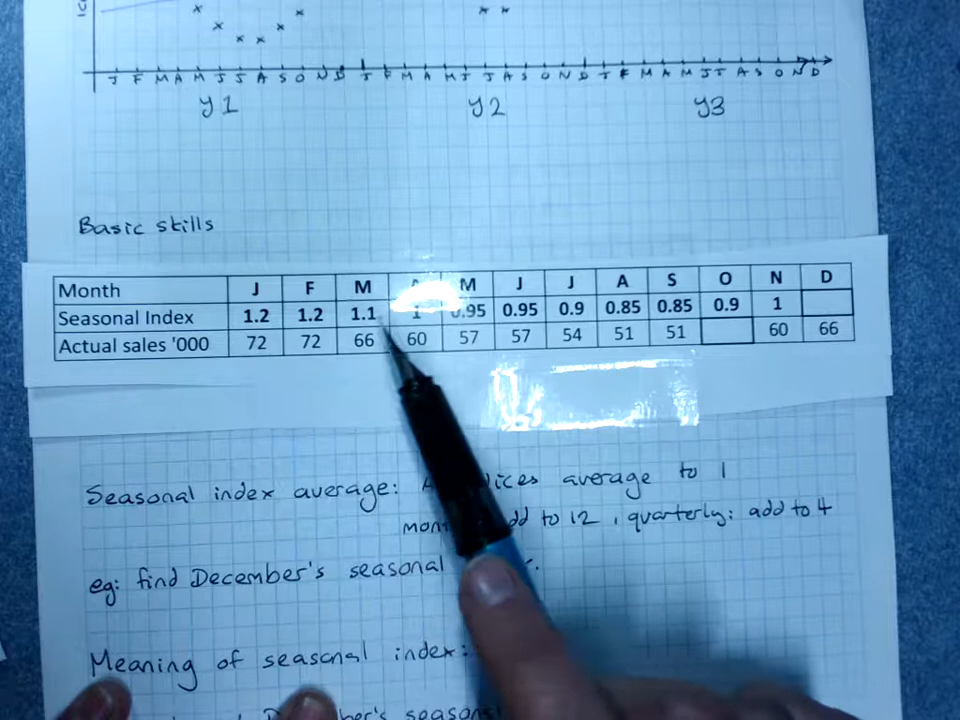 J F M A M J J A S O N D J F M A M J J A S O N D J F M A M J J A S O N D
y1 y2 y3
Basic skills
Month J F M M J J A S O N D
Seasonal Index 1.2 1.2 1.1 1 0.95 0.95 0.9 0.85 0.85 0.9 1
Actual sales '000 72 72 66 60 57 57 54 51 51 60 66
Seasonal index average: average to 1
add to 12, quarterly: add to 4
eg: find December's seasonal
Meaning of seasonal index: